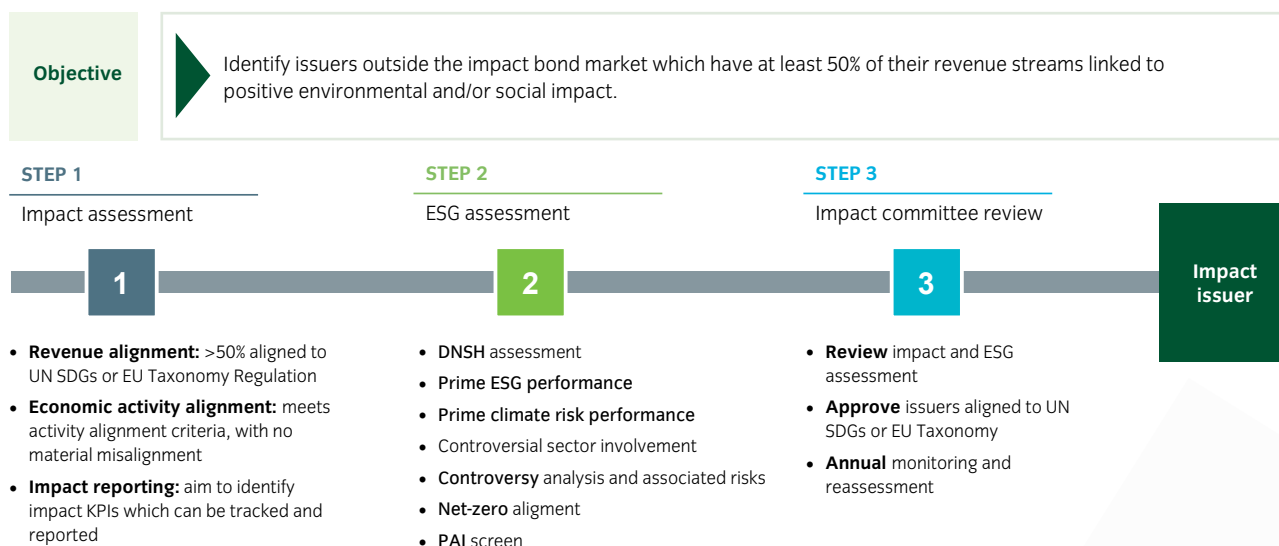 Objective
Identify issuers outside the impact bond market which have at least 50% of their revenue streams linked to
positive environmental and/or social impact.
STEP 1
Impact assessment
STEP 2
ESG assessment
STEP 3
Impact committee review
1
2
3
Impact
issuer
• Revenue alignment: >50% aligned to
UN SDGs or EU Taxonomy Regulation
• Economic activity alignment: meets
activity alignment criteria, with no
material misalignment
• Impact reporting: aim to identify
impact KPIs which can be tracked and
reported
• DNSH assessment
• Prime ESG performance
• Prime climate risk performance
• Controversial sector involvement
• Controversy analysis and associated risks
• Net-zero aligment
• PAI screen
• Review impact and ESG
assessment
• Approve issuers aligned to UN
SDGs or EU Taxonomy
• Annual monitoring and
reassessment